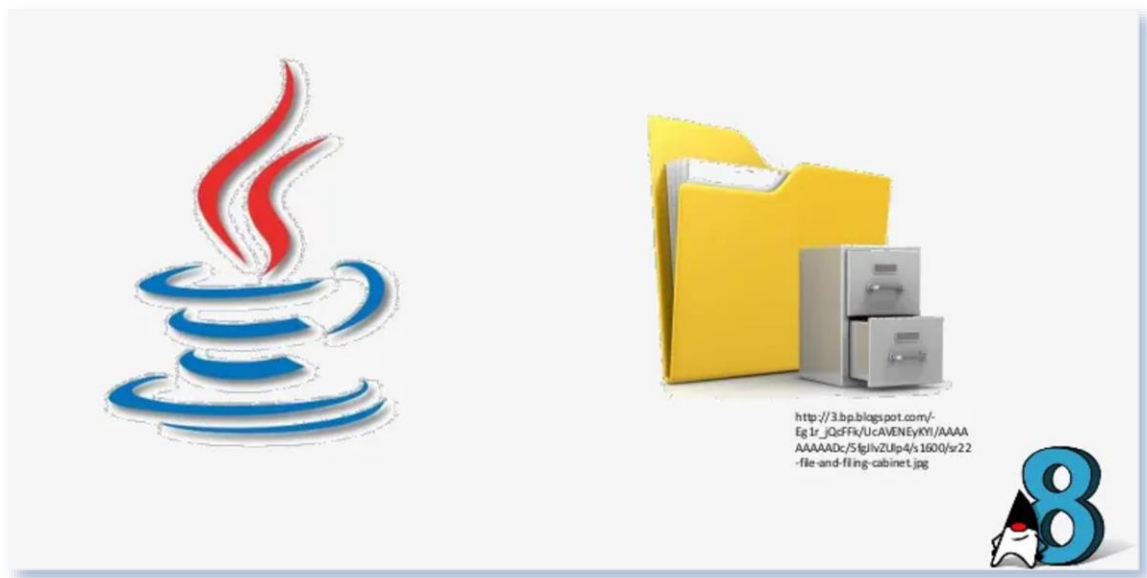 http://3.bp.blogspot.com/-
Eg1r_jQcFFk/UcAVENEyKYI/AAAA
AAAAADc/5fgJlvZUlp4/s1600/sr22
-file-and-filing-cabinet.jpg
8